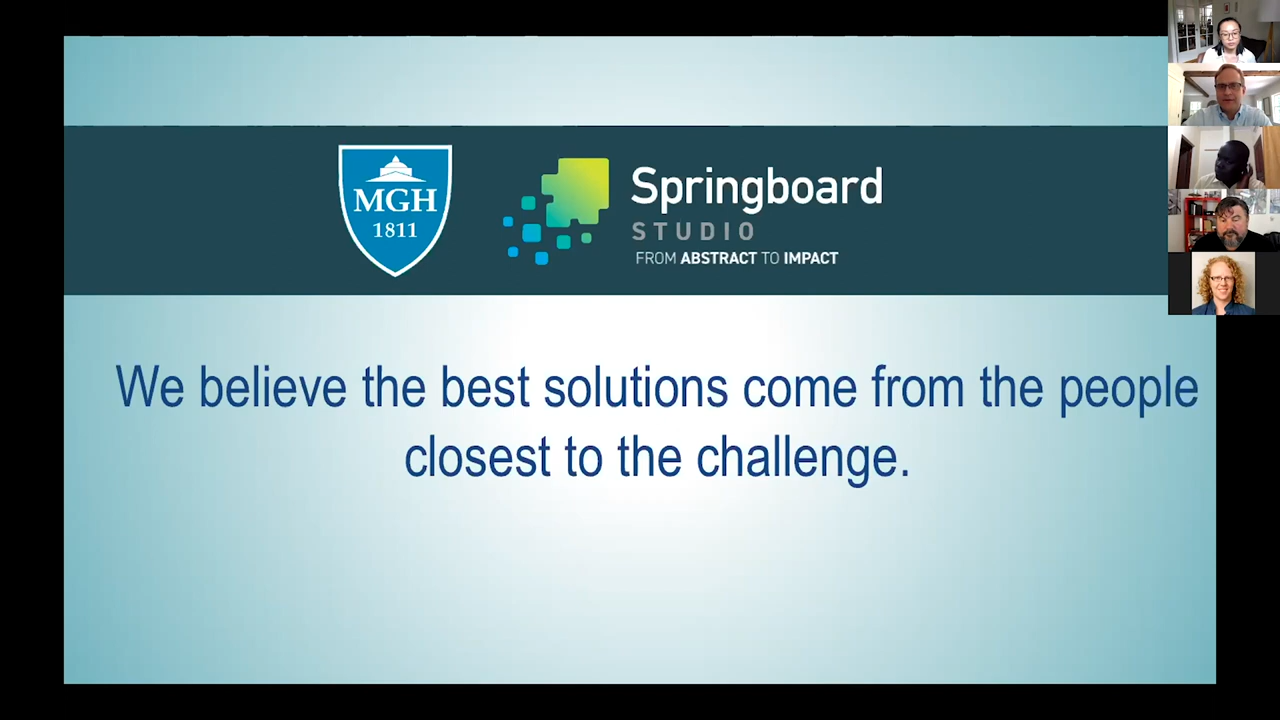 MGH
1811
Springboard
STUDIO
FROM ABSTRACT TO IMPACT
We believe the best solutions come from the people
closest to the challenge.